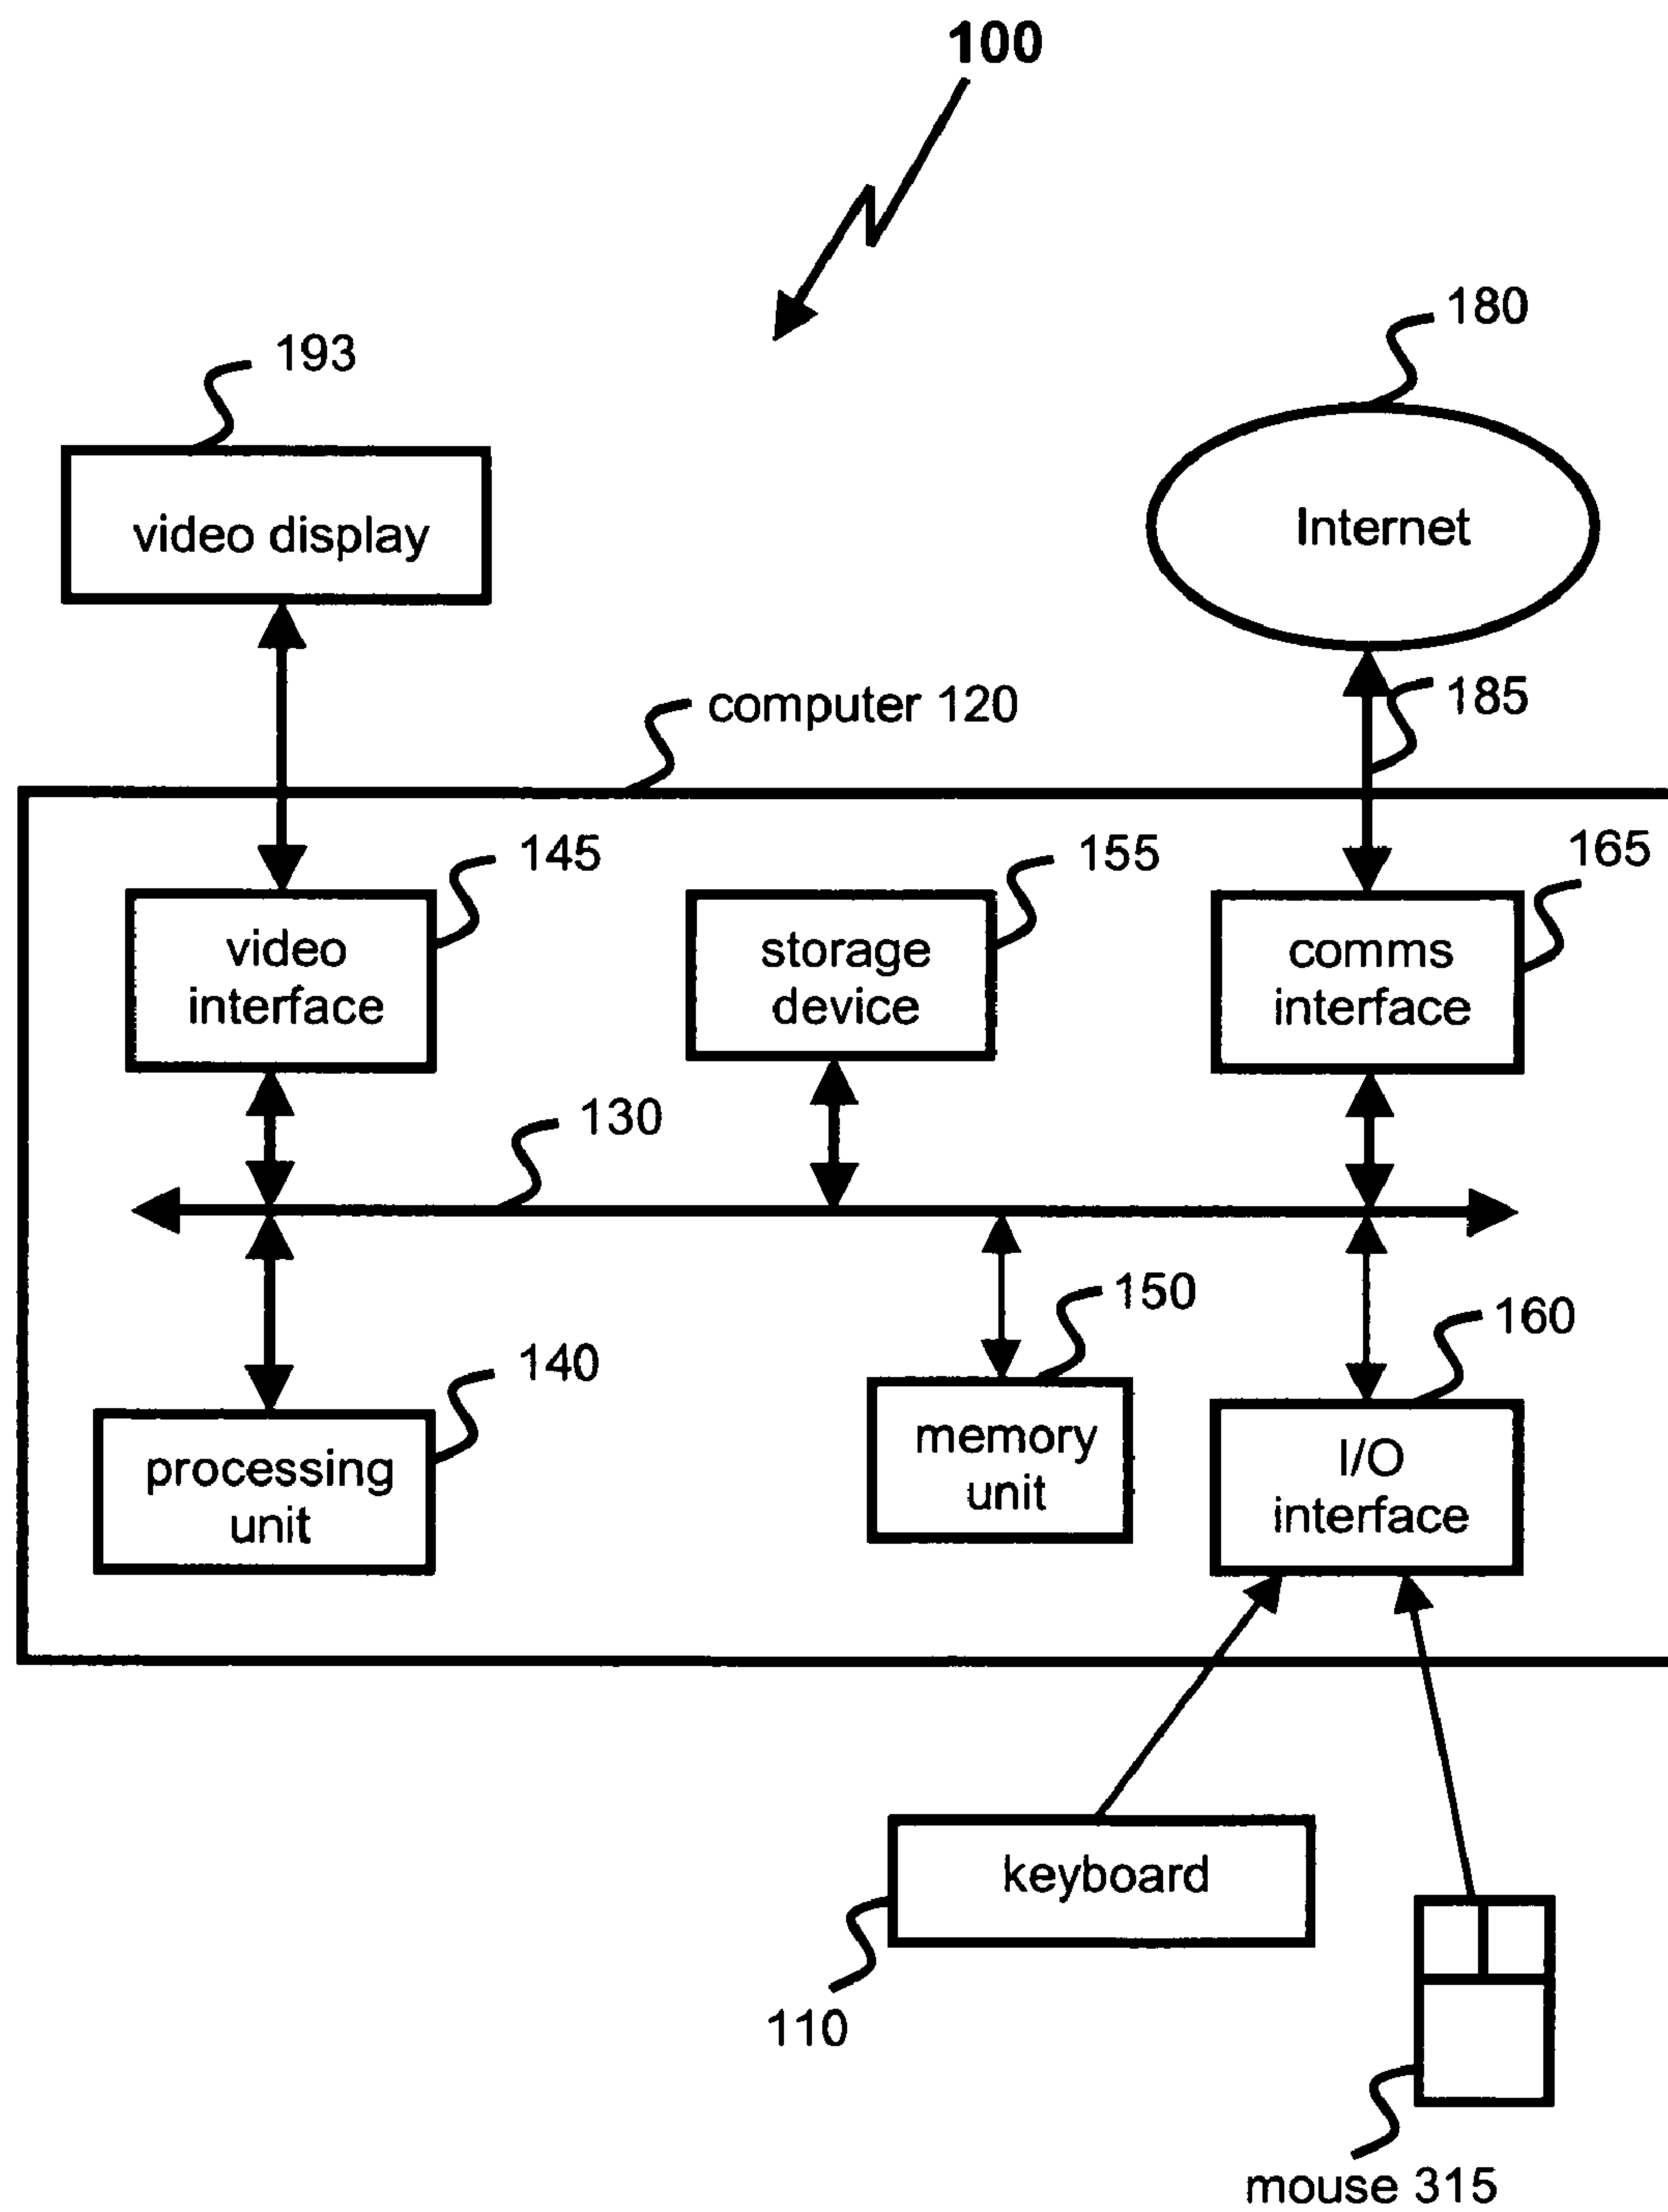 100
180
193
video display
Internet
185
computer 120
145
155
165
video
interface
storage
device
comms
interface
130
150
160
140
processing
unit
memory
unit
I/O
interface
keyboard
110
mouse 315